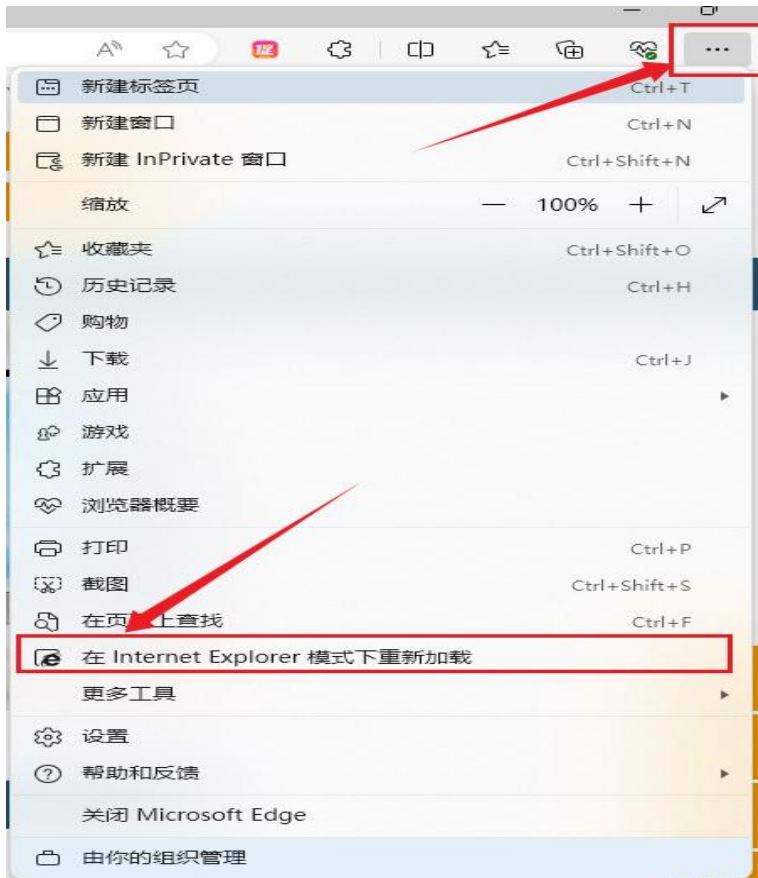 新建标签页 Ctrl+T
新建窗口 Ctrl+N
新建 InPrivate 窗口 Ctrl+Shift+N
缩放 — 100% +
收藏夹 Ctrl+Shift+O
历史记录 Ctrl+H
购物
下载 Ctrl+J
应用
游戏
扩展
浏览器概要
打印 Ctrl+P
截图 Ctrl+Shift+S
在页 上查找 Ctrl+F
在 Internet Explorer 模式下重新加载
更多工具
设置
帮助和反馈
关闭 Microsoft Edge
由你的组织管理